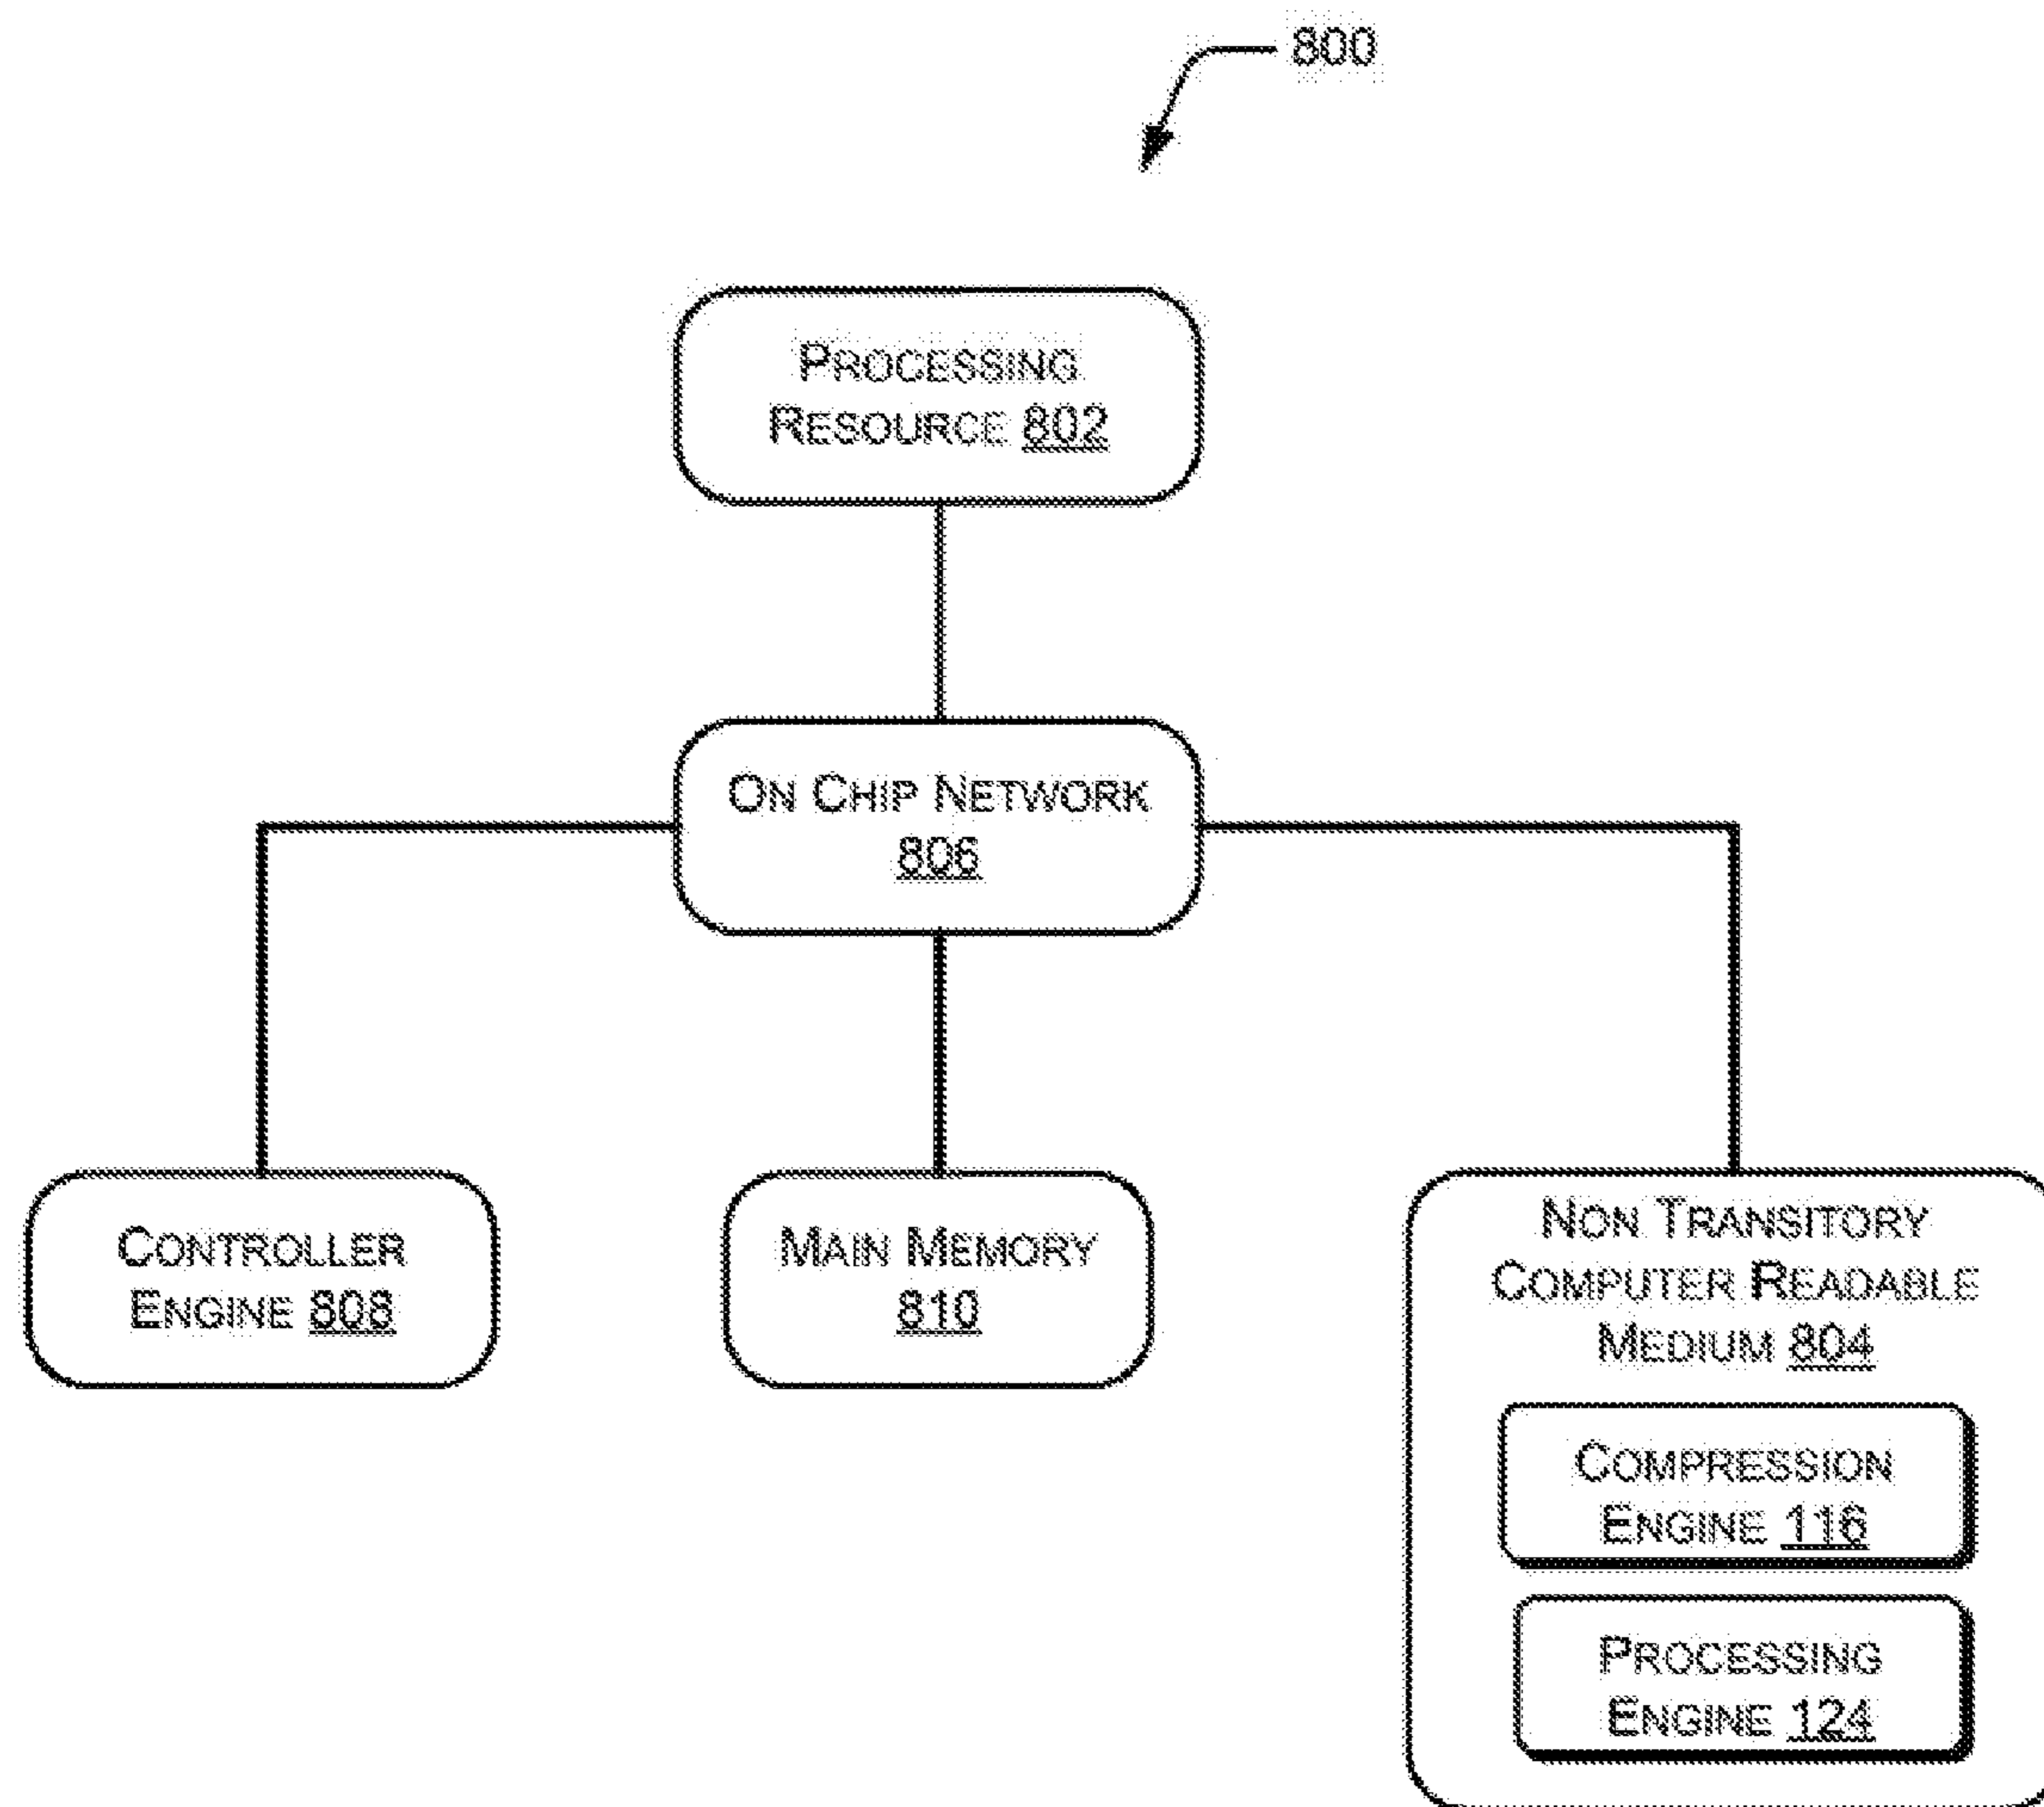 800
PROCESSING
RESOURCE 802
ON CHIP NETWORK
806
CONTROLLER
ENGINE 808
MAIN MEMORY
810
NON TRANSITORY
COMPUTER READABLE
MEDIUM 804
COMPRESSION
ENGINE 116
PROCESSING
ENGINE 124